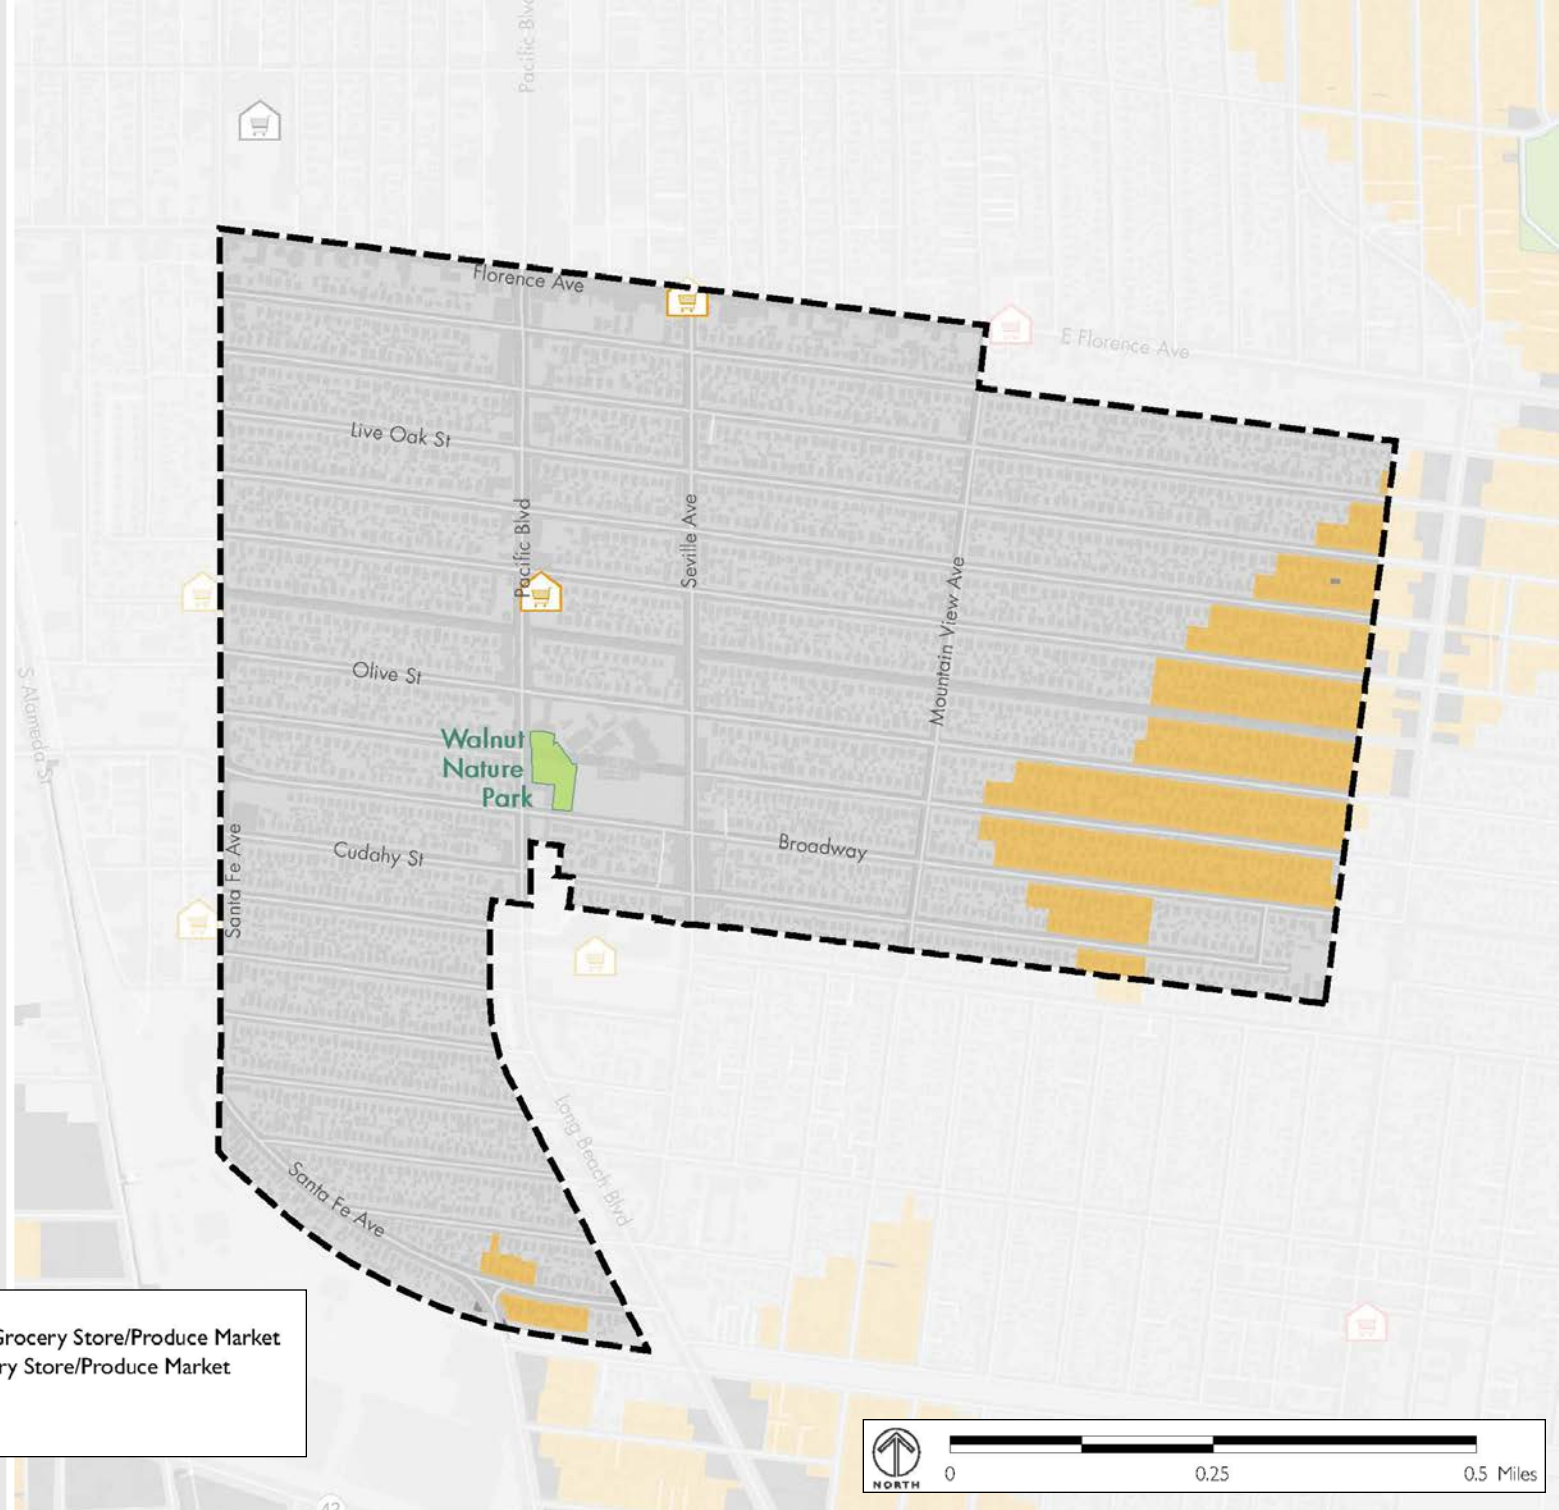 Pacific Blvd
Florence Ave
E Florence Ave
Live Oak St
Pacific Blvd
Seville Ave
Mountain View Ave
Olive St
S Alameda St
Walnut
Nature
Park
Santa Fe Ave
Cudahy St
Broadway
Long Beach Blvd
Santa Fe Ave
Grocery Store/Produce Market
ry Store/Produce Market
NORTH
0 0.25 0.5 Miles
42